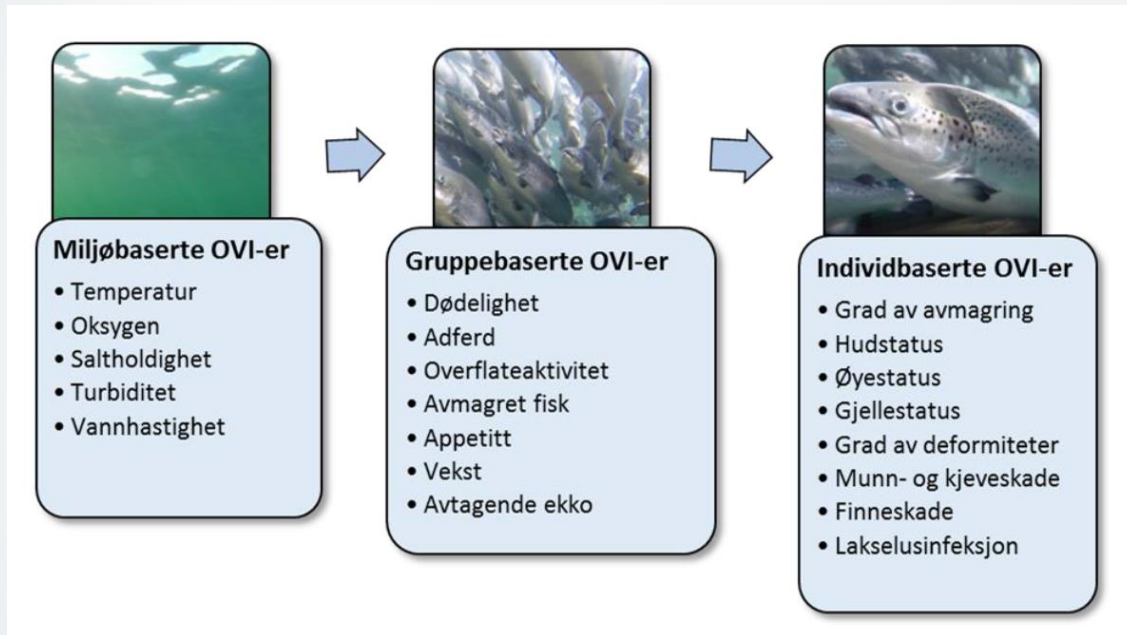 Miljøbaserte OVI-er
• Temperatur
• Oksygen
• Saltholdighet
• Turbiditet
• Vannhastighet
Gruppebaserte OVI-er
• Dødelighet
• Adferd
• Overflateaktivitet
• Avmagret fisk
• Appetitt
• Vekst
• Avtagende ekko
Individbaserte OVI-er
• Grad av avmagring
• Hudstatus
• Øyestatus
• Gjellestatus
• Grad av deformiteter
• Munn- og kjeveskade
• Finneskade
• Lakselusinfeksjon